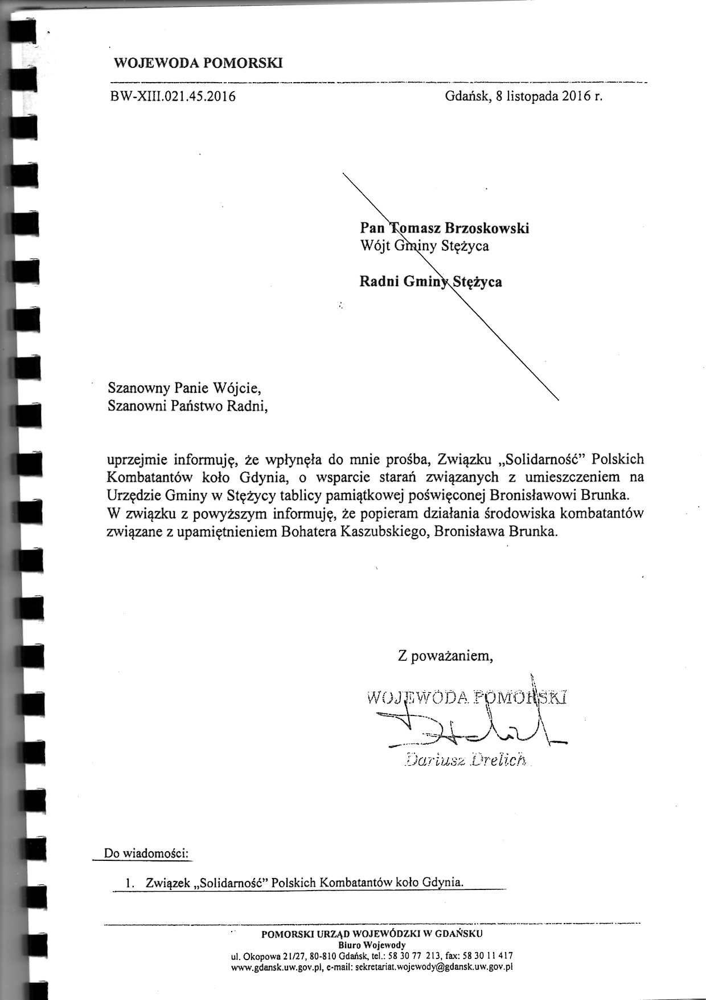 WOJEWODA POMORSKI
BW-XIII.021.45.2016 Gdańsk, 8 listopada 2016 r.
Pan Tomasz Brzoskowski
Wójt Gminy Stężyca
Radni Gminy Stężyca
Szanowny Panie Wójcie,
Szanowni Państwo Radni,
uprzejmie informuję, że wpłynęła do mnie prośba, Związku „Solidarność” Polskich
Kombatantów koło Gdynia, o wsparcie starań związanych z umieszczeniem na
Urzędzie Gminy w Stężycy tablicy pamiątkowej poświęconej Bronisławowi Brunka.
W związku z powyższym informuję, że popieram działania środowiska kombatantów
związane z upamiętnieniem Bohatera Kaszubskiego, Bronisława Brunka.
Z poważaniem,
WOJEWODA POMORSKI
Dariusz Drelich
Do wiadomości:
1. Związek „Solidarność” Polskich Kombatantów koło Gdynia.
POMORSKI URZĄD WOJEWÓDZKI W GDAŃSKU
Biuro Wojewody
ul. Okopowa 21/27, 80-810 Gdańsk, tel.: 58 30 77 213, fax: 58 30 11 417
www.gdansk.uw.gov.pl, e-mail: sekretariat.wojewody@gdansk.uw.gov.pl